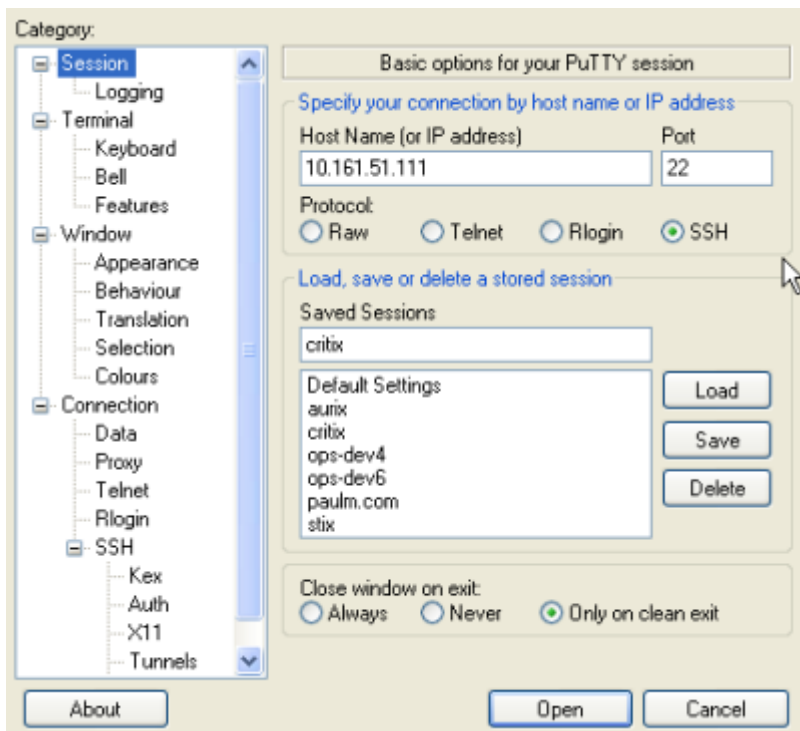 Category:
Session
Logging
Terminal
Keyboard
Bell
Features
Window
Appearance
Behaviour
Translation
Selection
Colours
Connection
Data
Proxy
Telnet
Rlogin
SSH
Kex
Auth
X11
Tunnels
Basic options for your PuTTY session
Specify your connection by host name or IP address
Host Name (or IP address) Port
10.161.51.111 22
Protocol:
Raw Telnet Rlogin SSH
Load, save or delete a stored session
Saved Sessions
critix
Default Settings
aurix
critix
ops-dev4
ops-dev6
paulm.com
stix
Load
Save
Delete
Close window on exit:
Always Never Only on clean exit
About Open Cancel